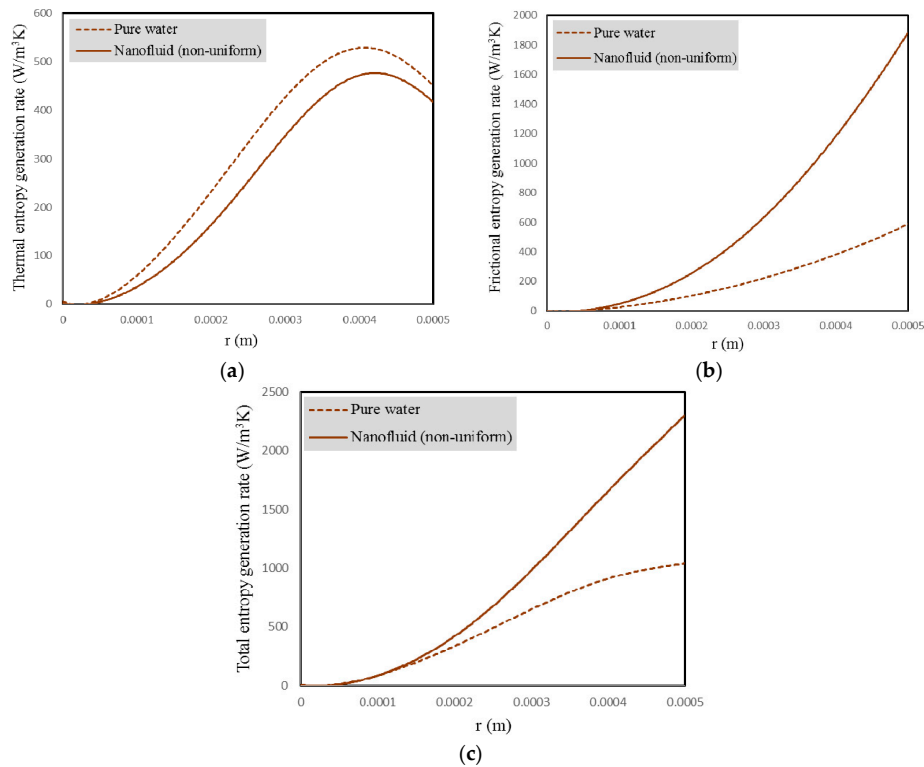 600
500
400
300
200
100
0
Thermal entropy generation rate (W/m³K)
Pure water
Nanofluid (non-uniform)
0 0.0001 0.0002 0.0003 0.0004 0.0005
r (m)
(a)
2000
1800
1600
1400
1200
1000
800
600
400
200
0
Frictional entropy generation rate (W/m³K)
Pure water
Nanofluid (non-uniform)
0 0.0001 0.0002 0.0003 0.0004 0.0005
r (m)
(b)
2500
2000
1500
1000
500
0
Total entropy generation rate (W/m³K)
Pure water
Nanofluid (non-uniform)
0 0.0001 0.0002 0.0003 0.0004 0.0005
r (m)
(c)